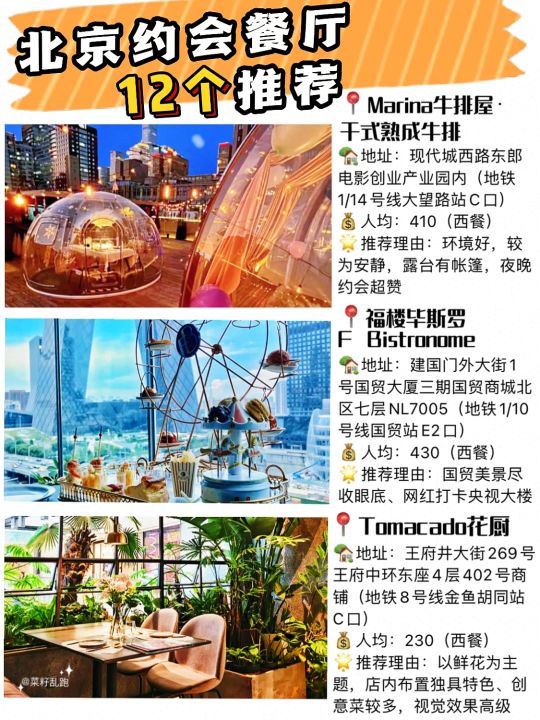 北京约会餐厅
12个推荐
📍Marina牛排屋·
干式熟成牛排
🏡地址：现代城西路东郎
电影创业产业园内（地铁
1/14号线大望路站C口）
💰人均：410（西餐）
🌟推荐理由：环境好，较
为安静，露台有帐篷，夜晚
约会超赞
📍福楼毕斯罗
F Bistronome
🏡地址：建国门外大街1
号国贸大厦三期国贸商城北
区七层NL7005（地铁1/10
号线国贸站E2口）
💰人均：430（西餐）
🌟推荐理由：国贸美景尽
收眼底、网红打卡央视大楼
📍Tomacado花厨
🏡地址：王府井大街269号
王府中环东座4层402号商
铺（地铁8号线金鱼胡同站
C口）
💰人均：230（西餐）
🌟推荐理由：以鲜花为主
题，店内布置独具特色、创
意菜较多，视觉效果高级
@菜籽乱跑